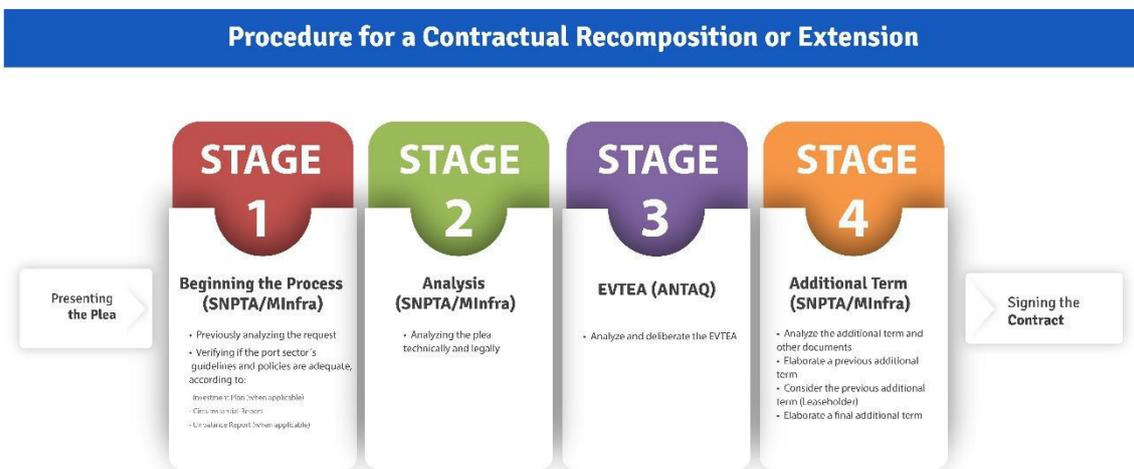 Procedure for a Contractual Recomposition or Extension
Presenting
the Plea
STAGE
1
Beginning the Process
(SNPTA/MInfra)
• Previously analyzing the request
• Verifying if the port sector´s
guidelines and policies are adequate,
according to:
Investment Plan (when applicable)
- Circumstancial Report
- Unbalance Report (when applicable)
STAGE
2
Analysis
(SNPTA/MInfra)
• Analyzing the plea
technically and legally
STAGE
3
EVTEA (ANTAQ)
• Analyze and deliberate the EVTEA
STAGE
4
Additional Term
(SNPTA/MInfra)
• Analyze the additional term and
other documents
• Elaborate a previous additional
term
• Consider the previous additional
term (Leaseholder)
• Elaborate a final additional term
Signing the
Contract